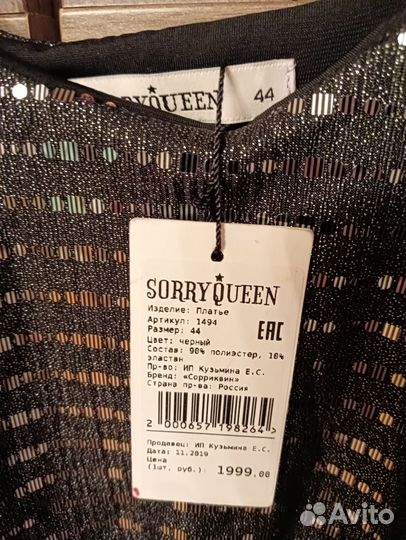 SORRYQUEEN
44
SORRYQUEEN
Изделие: Платье
Артикул: 1494
Размер: 44
Цвет: черный
Состав: 90% полиэстер, 10%
эластан
Пр-во: ИП Кузьмина Е.С.
Бренд: «Сорриквин»
Страна пр-ва: Россия
EAC
2 000657 198264
Продавец: ИП Кузьмина Е.С.
Дата: 11.2019
Цена
(1шт. руб.): 1999.00
Avito